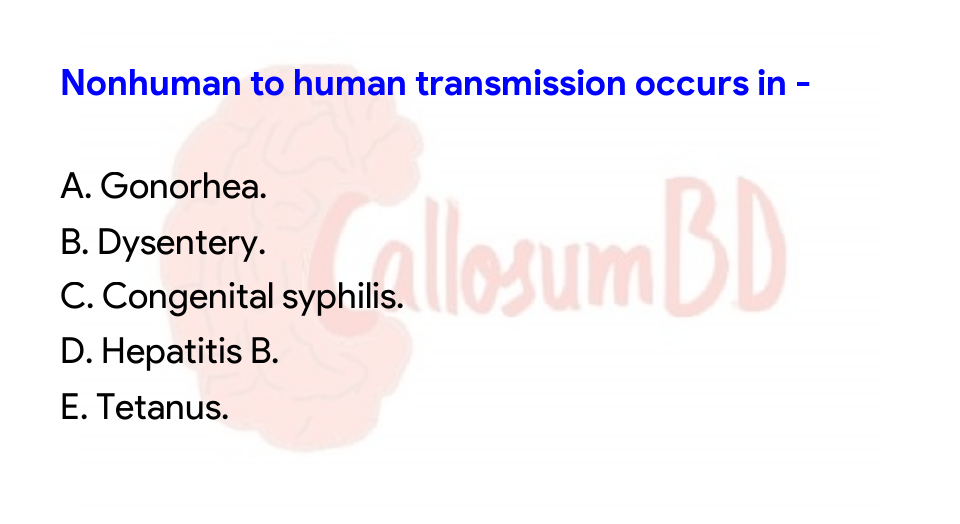 Nonhuman to human transmission occurs in -
A. Gonorhea.
B. Dysentery.
C. Congenital syphilis.
D. Hepatitis B.
E. Tetanus.
CallosumBD